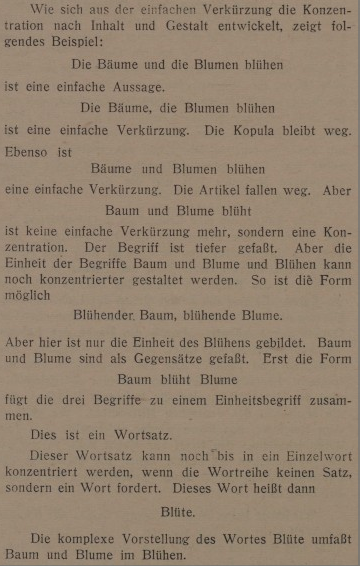 Wie sich aus der einfachen Verkürzung die Konzen-
tration nach Inhalt und Gestalt entwickelt, zeigt fol-
gendes Beispiel:
Die Bäume und die Blumen blühen
ist eine einfache Aussage.
Die Bäume, die Blumen blühen
ist eine einfache Verkürzung. Die Kopula bleibt weg.
Ebenso ist
Bäume und Blumen blühen
eine einfache Verkürzung. Die Artikel fallen weg. Aber
Baum und Blume blüht
ist keine einfache Verkürzung mehr, sondern eine Kon-
zentration. Der Begriff ist tiefer gefaßt. Aber die
Einheit der Begriffe Baum und Blume und Blühen kann
noch konzentrierter gestaltet werden. So ist die Form
möglich
Blühender Baum, blühende Blume.
Aber hier ist nur die Einheit des Blühens gebildet. Baum
und Blume sind als Gegensätze gefaßt. Erst die Form
Baum blüht Blume
fügt die drei Begriffe zu einem Einheitsbegriff zusam-
men.
Dies ist ein Wortsatz.
Dieser Wortsatz kann noch bis in ein Einzelwort
konzentriert werden, wenn die Wortreihe keinen Satz,
sondern ein Wort fordert. Dieses Wort heißt dann
Blüte.
Die komplexe Vorstellung des Wortes Blüte umfaßt
Baum und Blume im Blühen.